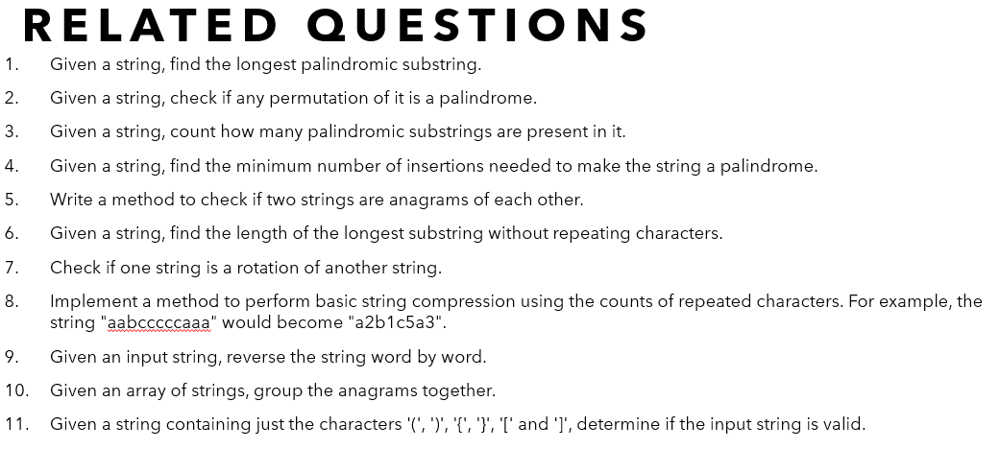 RELATED QUESTIONS
1. Given a string, find the longest palindromic substring.
2. Given a string, check if any permutation of it is a palindrome.
3. Given a string, count how many palindromic substrings are present in it.
4. Given a string, find the minimum number of insertions needed to make the string a palindrome.
5. Write a method to check if two strings are anagrams of each other.
6. Given a string, find the length of the longest substring without repeating characters.
7. Check if one string is a rotation of another string.
8. Implement a method to perform basic string compression using the counts of repeated characters. For example, the
string "aabcccccaaa" would become "a2b1c5a3".
9. Given an input string, reverse the string word by word.
10. Given an array of strings, group the anagrams together.
11. Given a string containing just the characters '(', ')', '{', '}', '[' and ']', determine if the input string is valid.